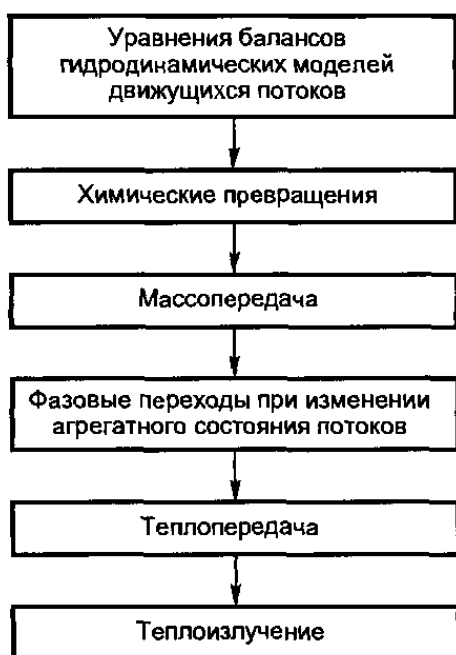 Уравнения балансов
гидродинамических моделей
движущихся потоков
Химические превращения
Массопередача
Фазовые переходы при изменении
агрегатного состояния потоков
Теплопередача
Теплоизлучение